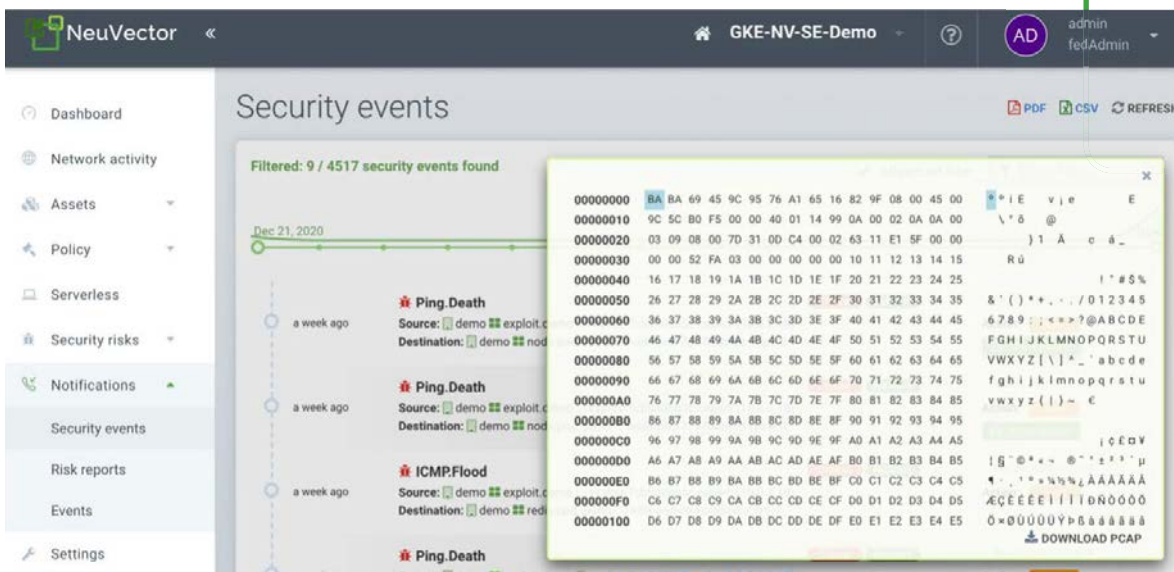 NeuVector «
GKE-NV-SE-Demo
?
AD
admin
fedAdmin
Dashboard
Network activity
Assets
Policy
Serverless
Security risks
Notifications
Security events
Risk reports
Events
Settings
Security events
PDF CSV REFRESH
Filtered: 9 / 4517 security events found
Dec 21, 2020
a week ago
Ping.Death
Source: demo exploit.
Destination: demo nod
a week ago
Ping.Death
Source: demo exploit.
Destination: demo nod
a week ago
ICMP.Flood
Source: demo exploit.
Destination: demo red
Ping.Death
×
00000000 BA BA 69 45 9C 95 76 A1 65 16 82 9F 08 00 45 00
00000010 9C 5C B0 F5 00 00 40 01 14 99 0A 00 02 0A 0A 00
00000020 03 09 08 00 7D 31 0D C4 00 02 63 11 E1 5F 00 00
00000030 00 00 52 FA 03 00 00 00 00 00 10 11 12 13 14 15
00000040 16 17 18 19 1A 1B 1C 1D 1E 1F 20 21 22 23 24 25
00000050 26 27 28 29 2A 2B 2C 2D 2E 2F 30 31 32 33 34 35 & ' ( ) * + , - . / 0 1 2 3 4 5
00000060 36 37 38 39 3A 3B 3C 3D 3E 3F 40 41 42 43 44 45 6 7 8 9 : ; < = > ? @ A B C D E
00000070 46 47 48 49 4A 4B 4C 4D 4E 4F 50 51 52 53 54 55 F G H I J K L M N O P Q R S T U
00000080 56 57 58 59 5A 5B 5C 5D 5E 5F 60 61 62 63 64 65 V W X Y Z [ \ ] ^ _ ` a b c d e
00000090 66 67 68 69 6A 6B 6C 6D 6E 6F 70 71 72 73 74 75 f g h i j k l m n o p q r s t u
000000A0 76 77 78 79 7A 7B 7C 7D 7E 7F 80 81 82 83 84 85 v w x y z { | } ~ €
000000B0 86 87 88 89 8A 8B 8C 8D 8E 8F 90 91 92 93 94 95
000000C0 96 97 98 99 9A 9B 9C 9D 9E 9F A0 A1 A2 A3 A4 A5 ¡ ¢ £ ¤ ¥
000000D0 A6 A7 A8 A9 AA AB AC AD AE AF B0 B1 B2 B3 B4 B5
000000E0 B6 B7 B8 B9 BA BB BC BD BE BF C0 C1 C2 C3 C4 C5
000000F0 C6 C7 C8 C9 CA CB CC CD CE CF D0 D1 D2 D3 D4 D5
00000100 D6 D7 D8 D9 DA DB DC DD DE DF E0 E1 E2 E3 E4 E5
DOWNLOAD PCAP